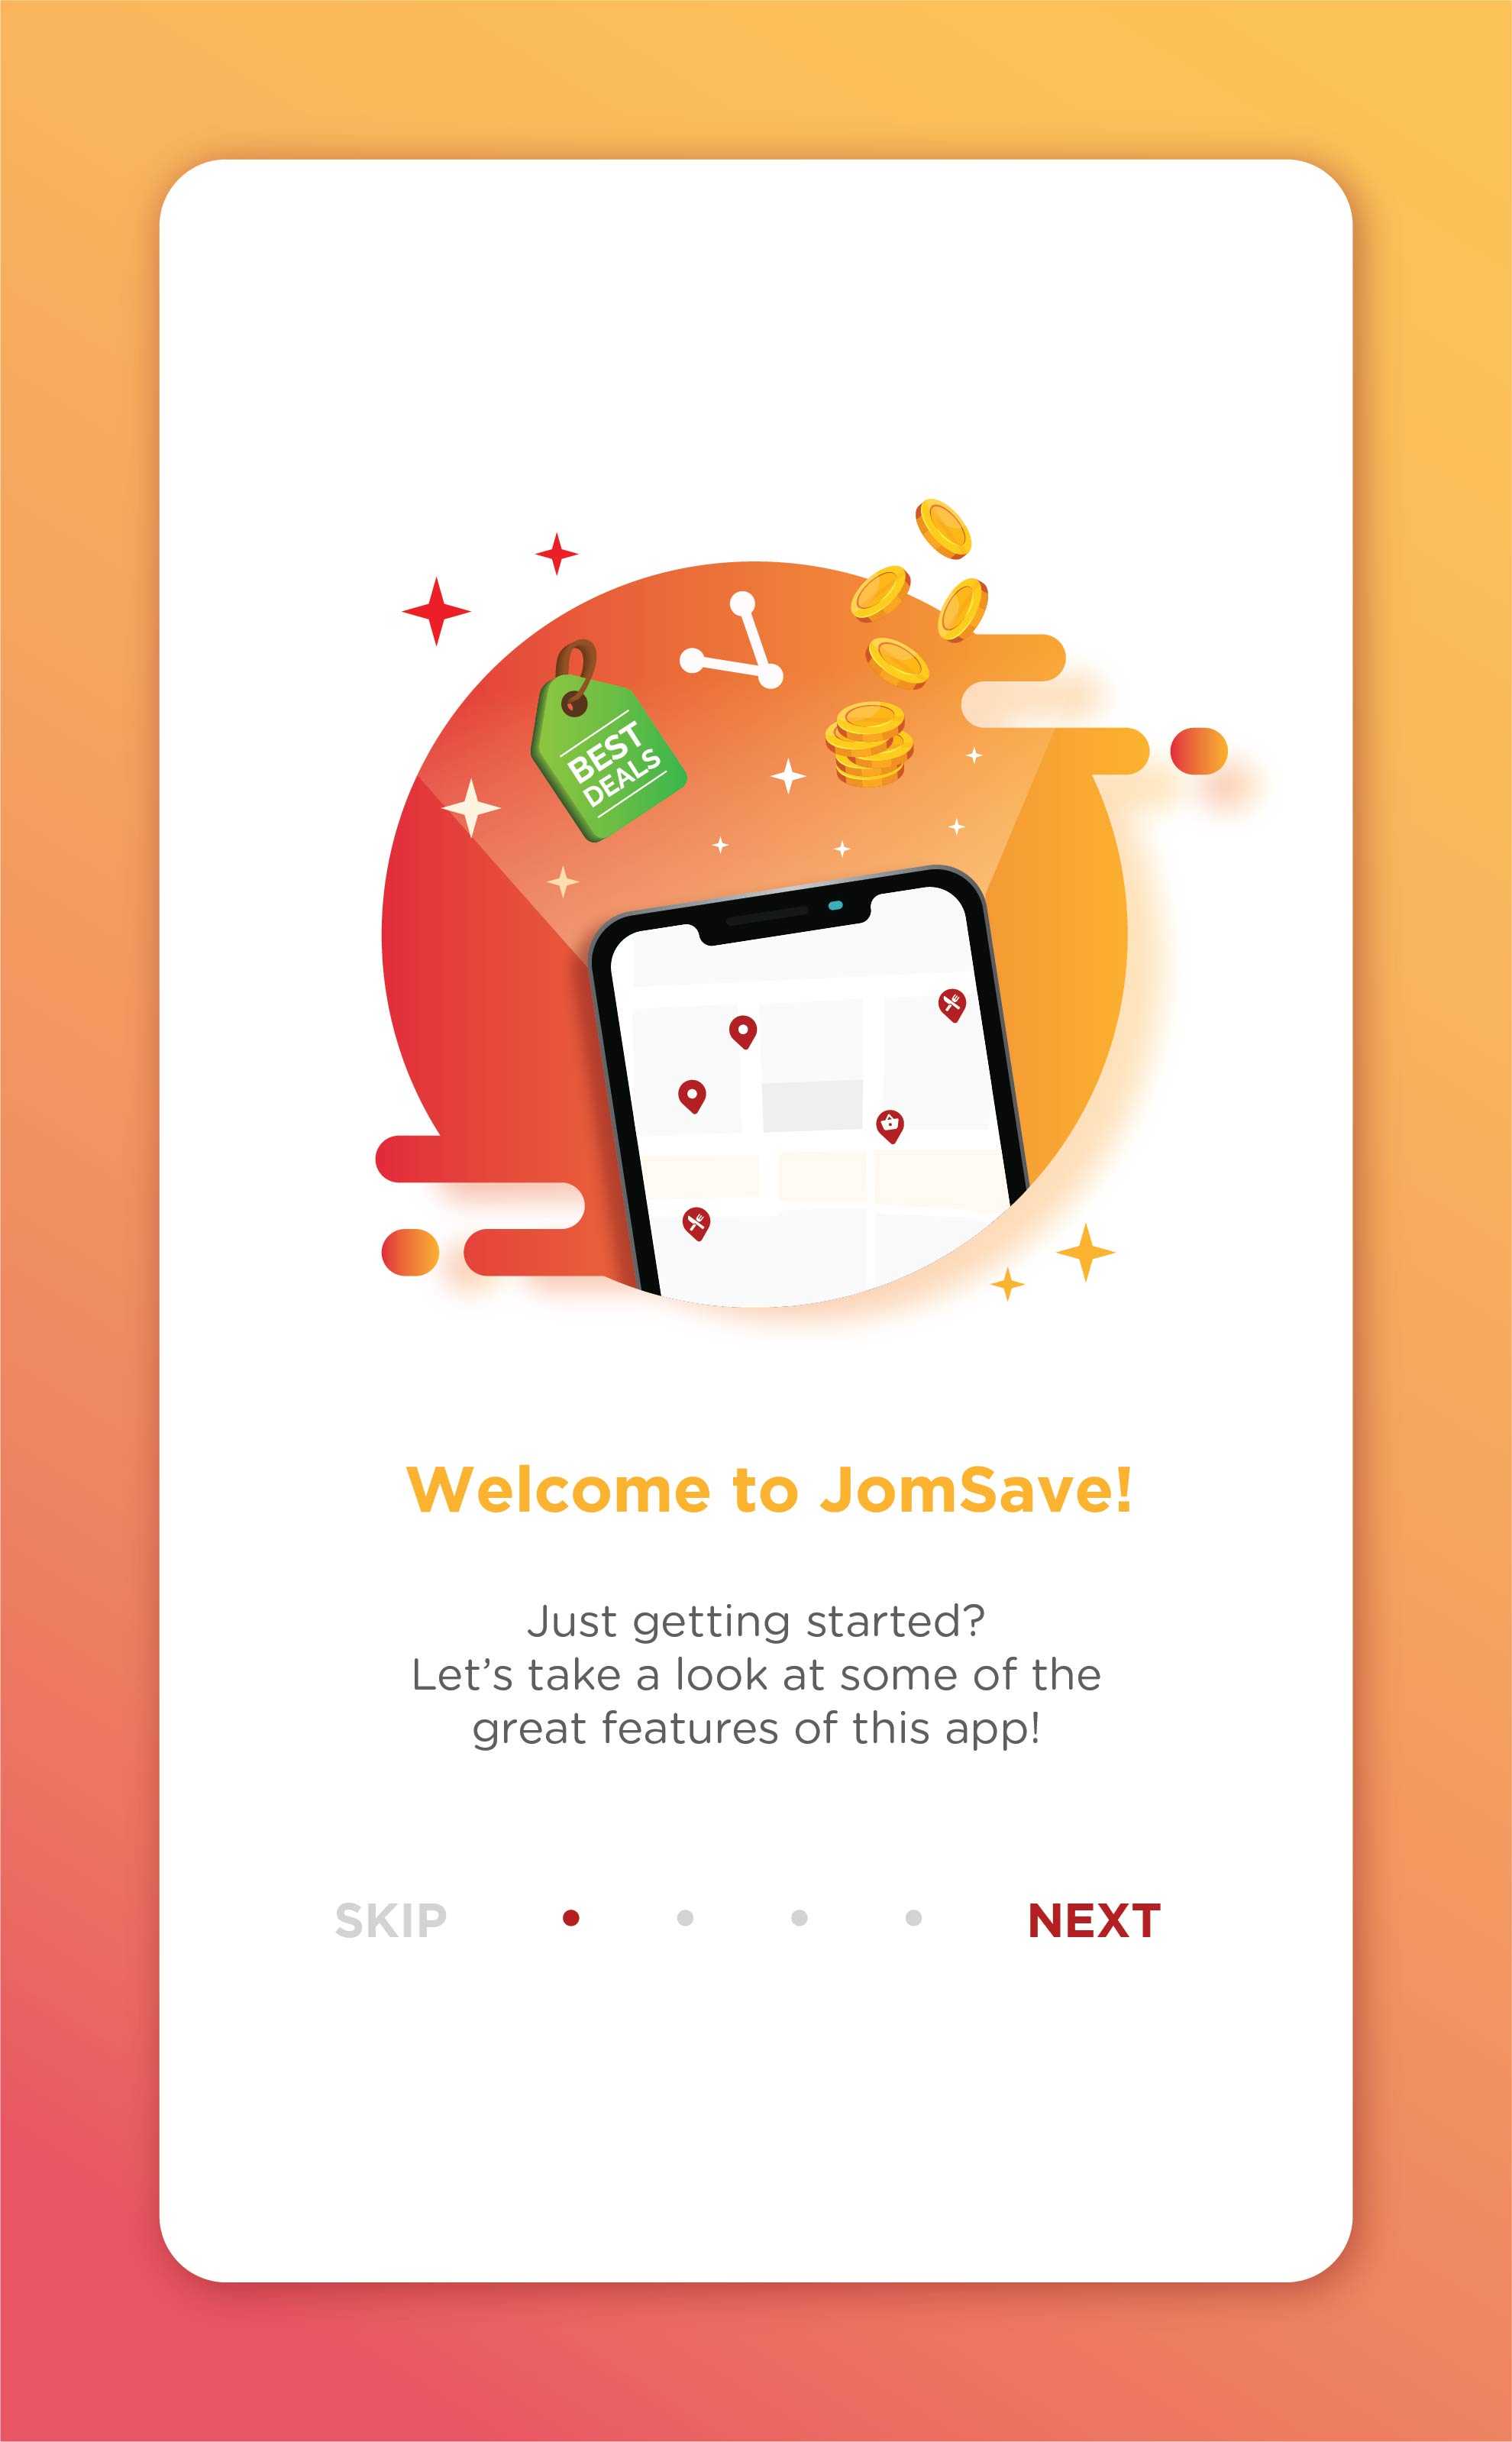 BEST
DEALS
Welcome to JomSave!
Just getting started?
Let’s take a look at some of the
great features of this app!
SKIP
NEXT